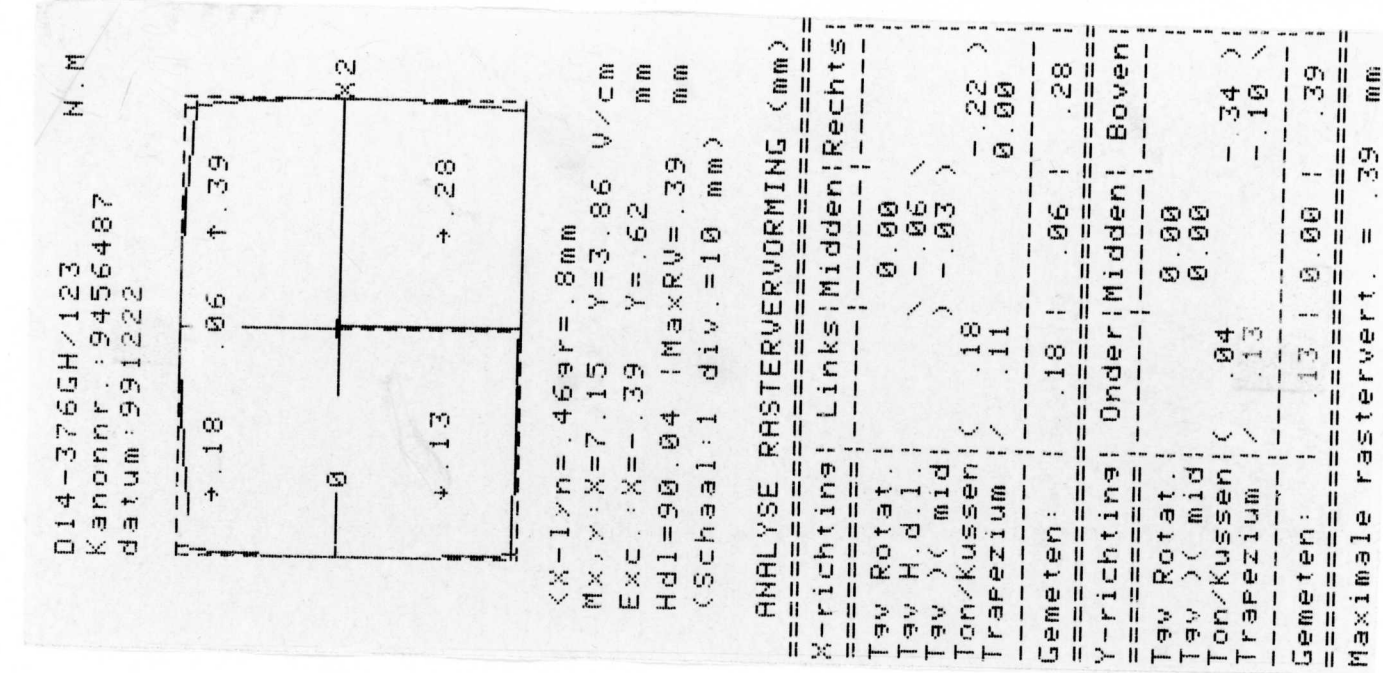 D14-376GH/123 N.M
Kanonnr.:9456487
datum:991222
→.18 .06 ↑.39
0 X2
←.13 →.28
<X-lyn=.46gr=.8mm
Mx,y:X=7.15 Y=3.86 V/cm
Exc.:X=-.39 Y=.62 mm
Hdl=90.04 |MaxRV=.39 mm
(Schaal:1 div.=10 mm)
ANALYSE RASTERVERVORMING (mm)
X-richting|Links|Midden|Rechts
Tgv Rotat. 0.00
Tgv H.d.l. \ -.06 \
Tgv )( mid ) -.03 )
Ton/Kussen ( .18 -.22 )
Trapezium / .11 0.00
Gemeten: .18 | .06 | .28
Y-richting|Onder|Midden|Boven
Tgv Rotat. 0.00
Tgv )( mid 0.00
Ton/Kussen ( .04 -.34 )
Trapezium / .13 -.10 \
Gemeten: .13 | 0.00 | .39
Maximale rastervert. = .39 mm